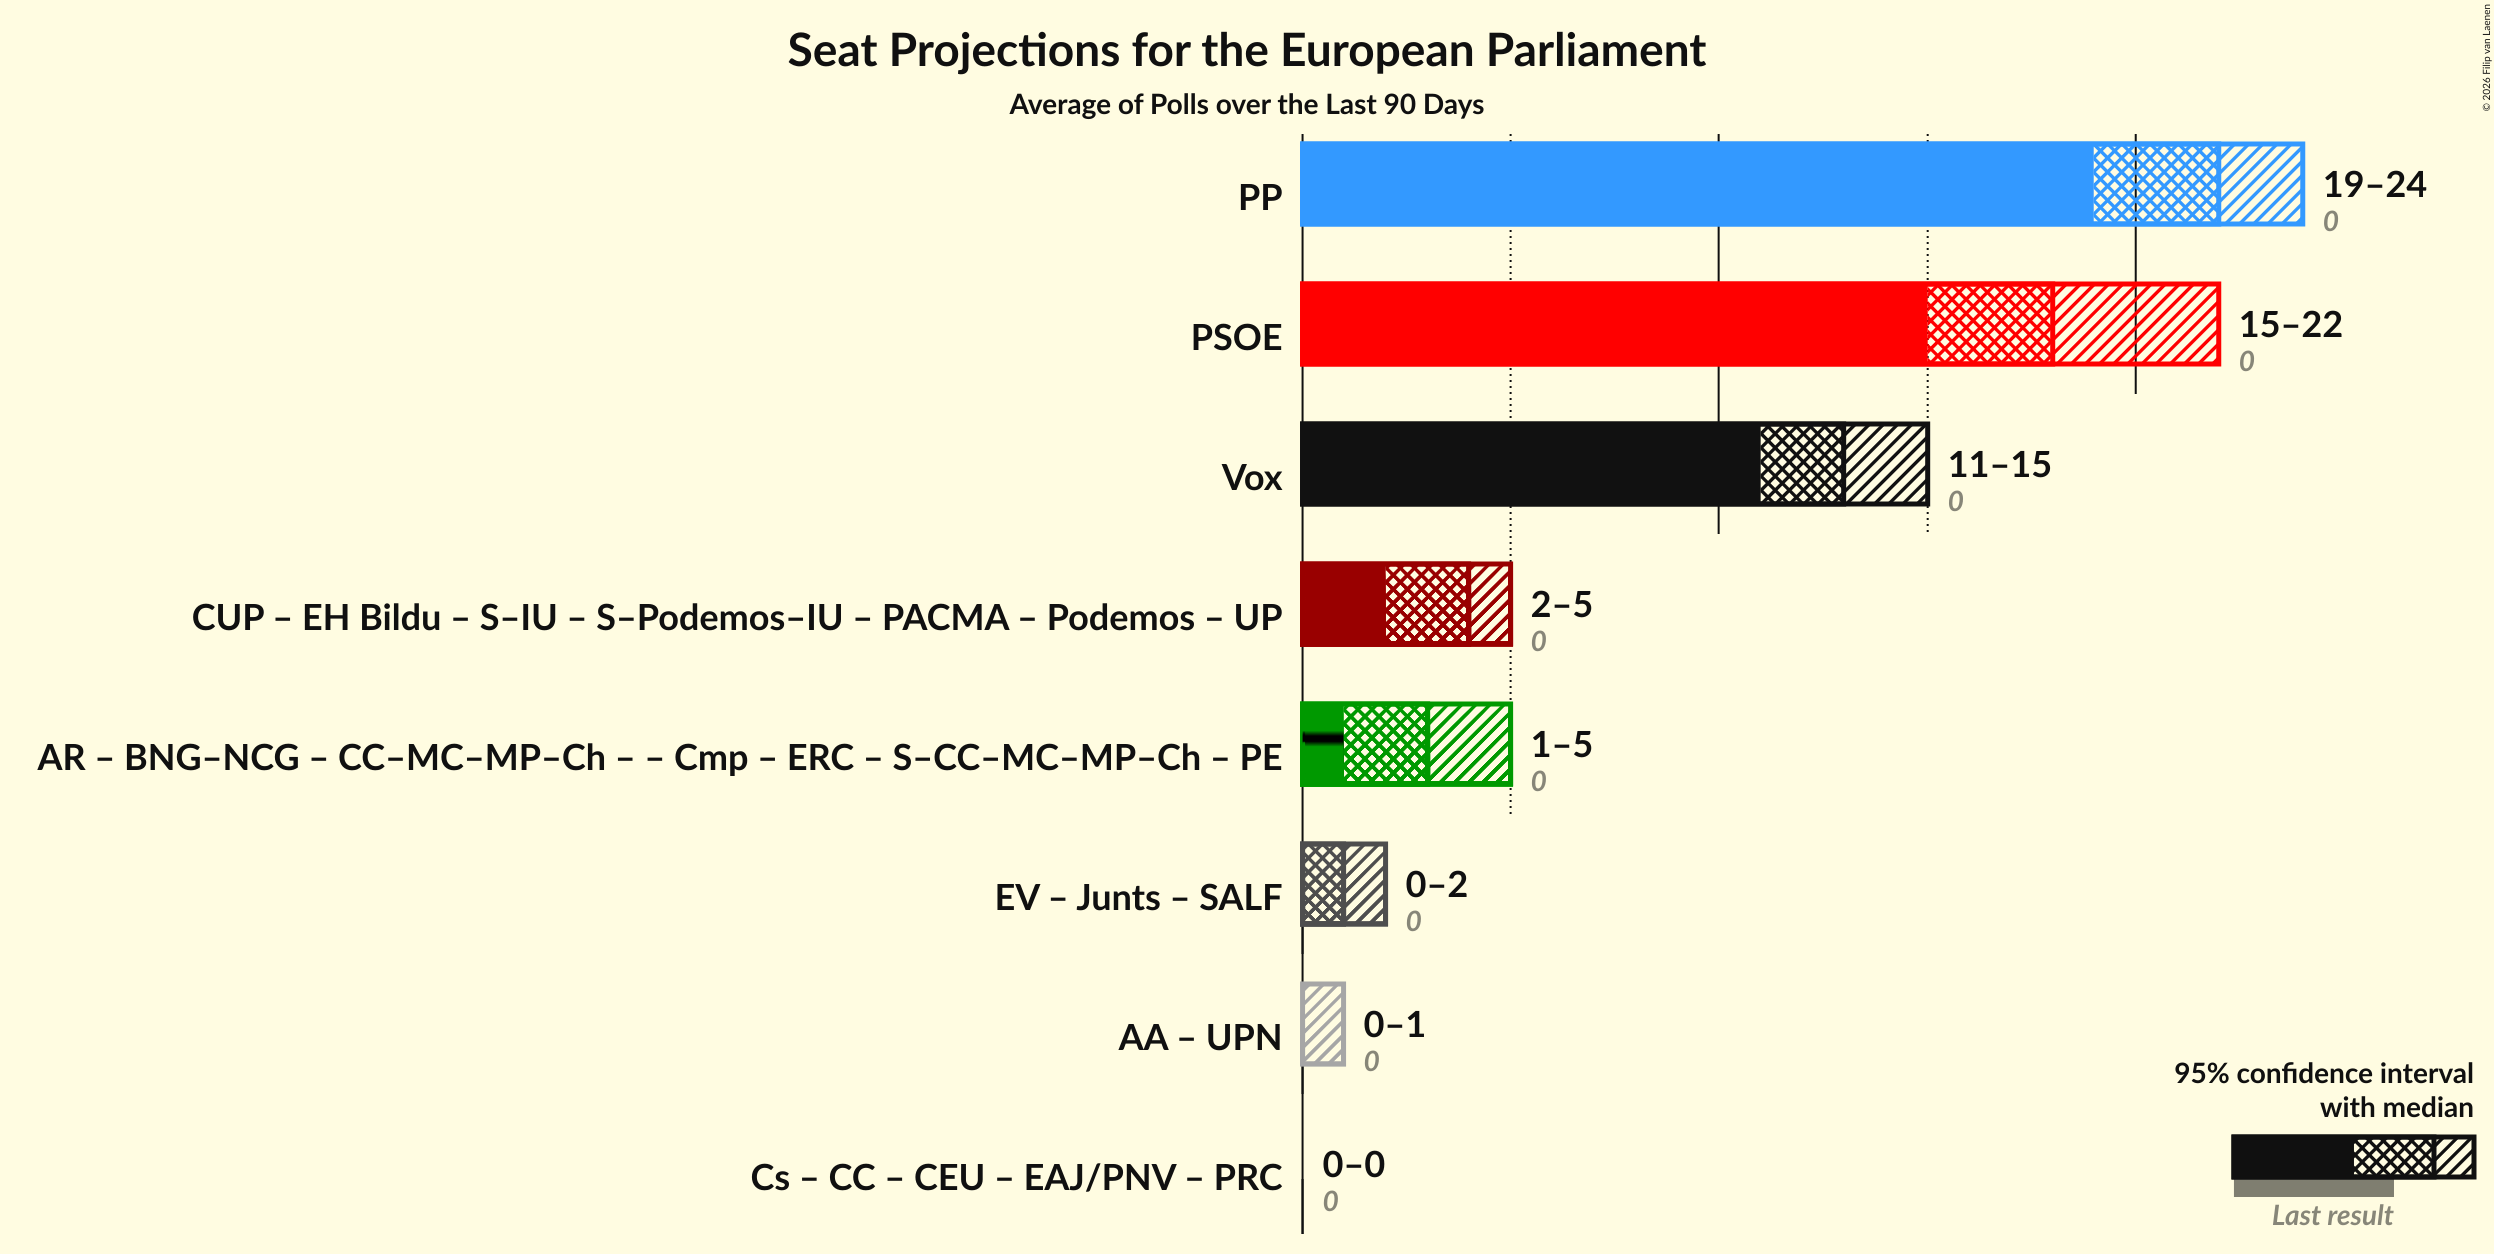 Seat Projections for the European Parliament
Average of Polls over the Last 90 Days
© 2026 Filip van Laenen
PP
19–24
0
PSOE
15–22
0
Vox
11–15
0
CUP – EH Bildu – S–IU – S–Podemos–IU – PACMA – Podemos – UP
2–5
0
AR – BNG–NCG – CC–MC–MP–Ch – – Cmp – ERC – S–CC–MC–MP–Ch – PE
1–5
0
EV – Junts – SALF
0–2
0
AA – UPN
0–1
0
Cs – CC – CEU – EAJ/PNV – PRC
0–0
0
95% confidence interval
with median
Last result